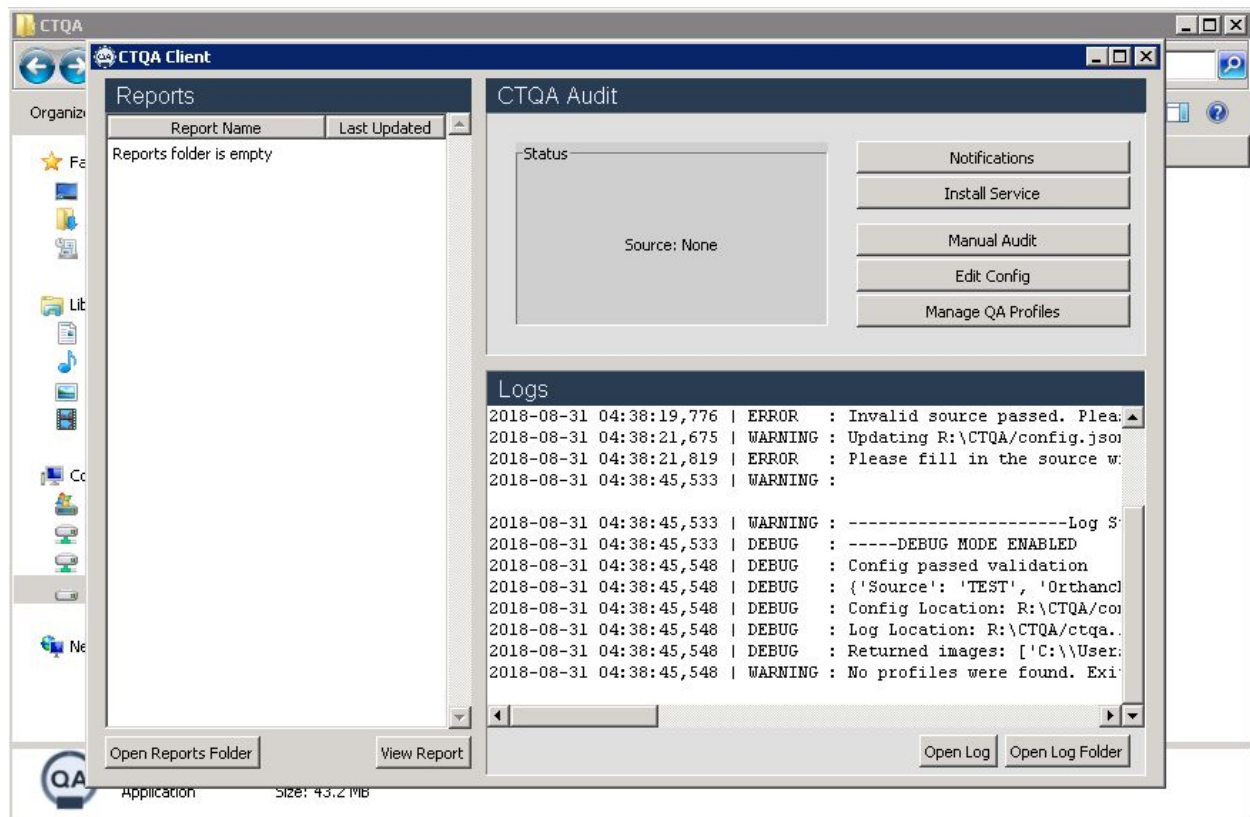 CTQA
CTQA Client
Organiz
Reports
Report Name Last Updated
Reports folder is empty
Open Reports Folder View Report
CTQA Audit
Status
Source: None
Notifications
Install Service
Manual Audit
Edit Config
Manage QA Profiles
Logs
2018-08-31 04:38:19,776 | ERROR : Invalid source passed. Plea
2018-08-31 04:38:21,675 | WARNING : Updating R:\CTQA/config.jso
2018-08-31 04:38:21,819 | ERROR : Please fill in the source w
2018-08-31 04:38:45,533 | WARNING :
2018-08-31 04:38:45,533 | WARNING : ----------------------Log S
2018-08-31 04:38:45,533 | DEBUG : -----DEBUG MODE ENABLED
2018-08-31 04:38:45,548 | DEBUG : Config passed validation
2018-08-31 04:38:45,548 | DEBUG : {'Source': 'TEST', 'Orthanc
2018-08-31 04:38:45,548 | DEBUG : Config Location: R:\CTQA/co
2018-08-31 04:38:45,548 | DEBUG : Log Location: R:\CTQA/ctqa..
2018-08-31 04:38:45,548 | DEBUG : Returned images: ['C:\\User
2018-08-31 04:38:45,548 | WARNING : No profiles were found. Exi
Open Log Open Log Folder
Fa
Lib
Co
Ne
QA
Application Size: 43.2 MB